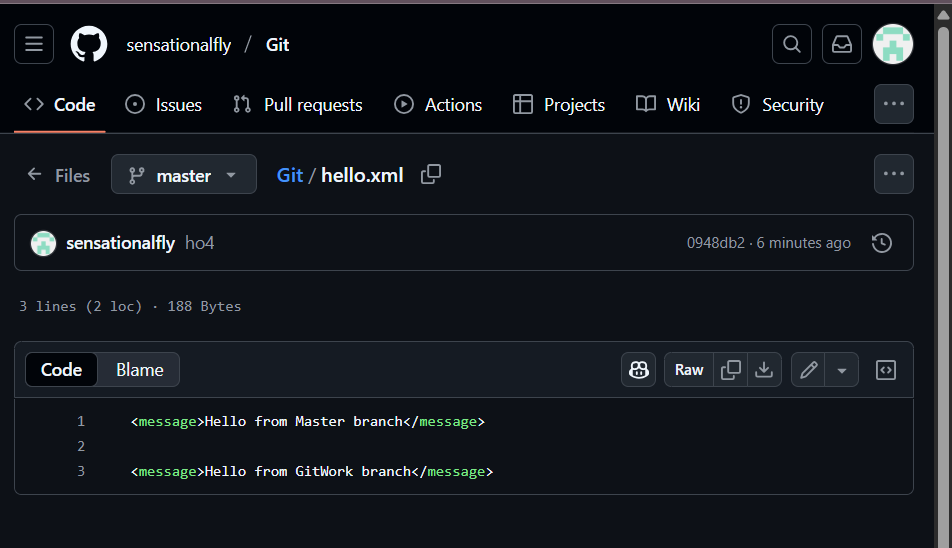 sensationalfly / Git
Code Issues Pull requests Actions Projects Wiki Security
Files master Git / hello.xml
sensationalfly ho4 0948db2 · 6 minutes ago
3 lines (2 loc) · 188 Bytes
Code Blame Raw
1 <message>Hello from Master branch</message>
2
3 <message>Hello from GitWork branch</message>